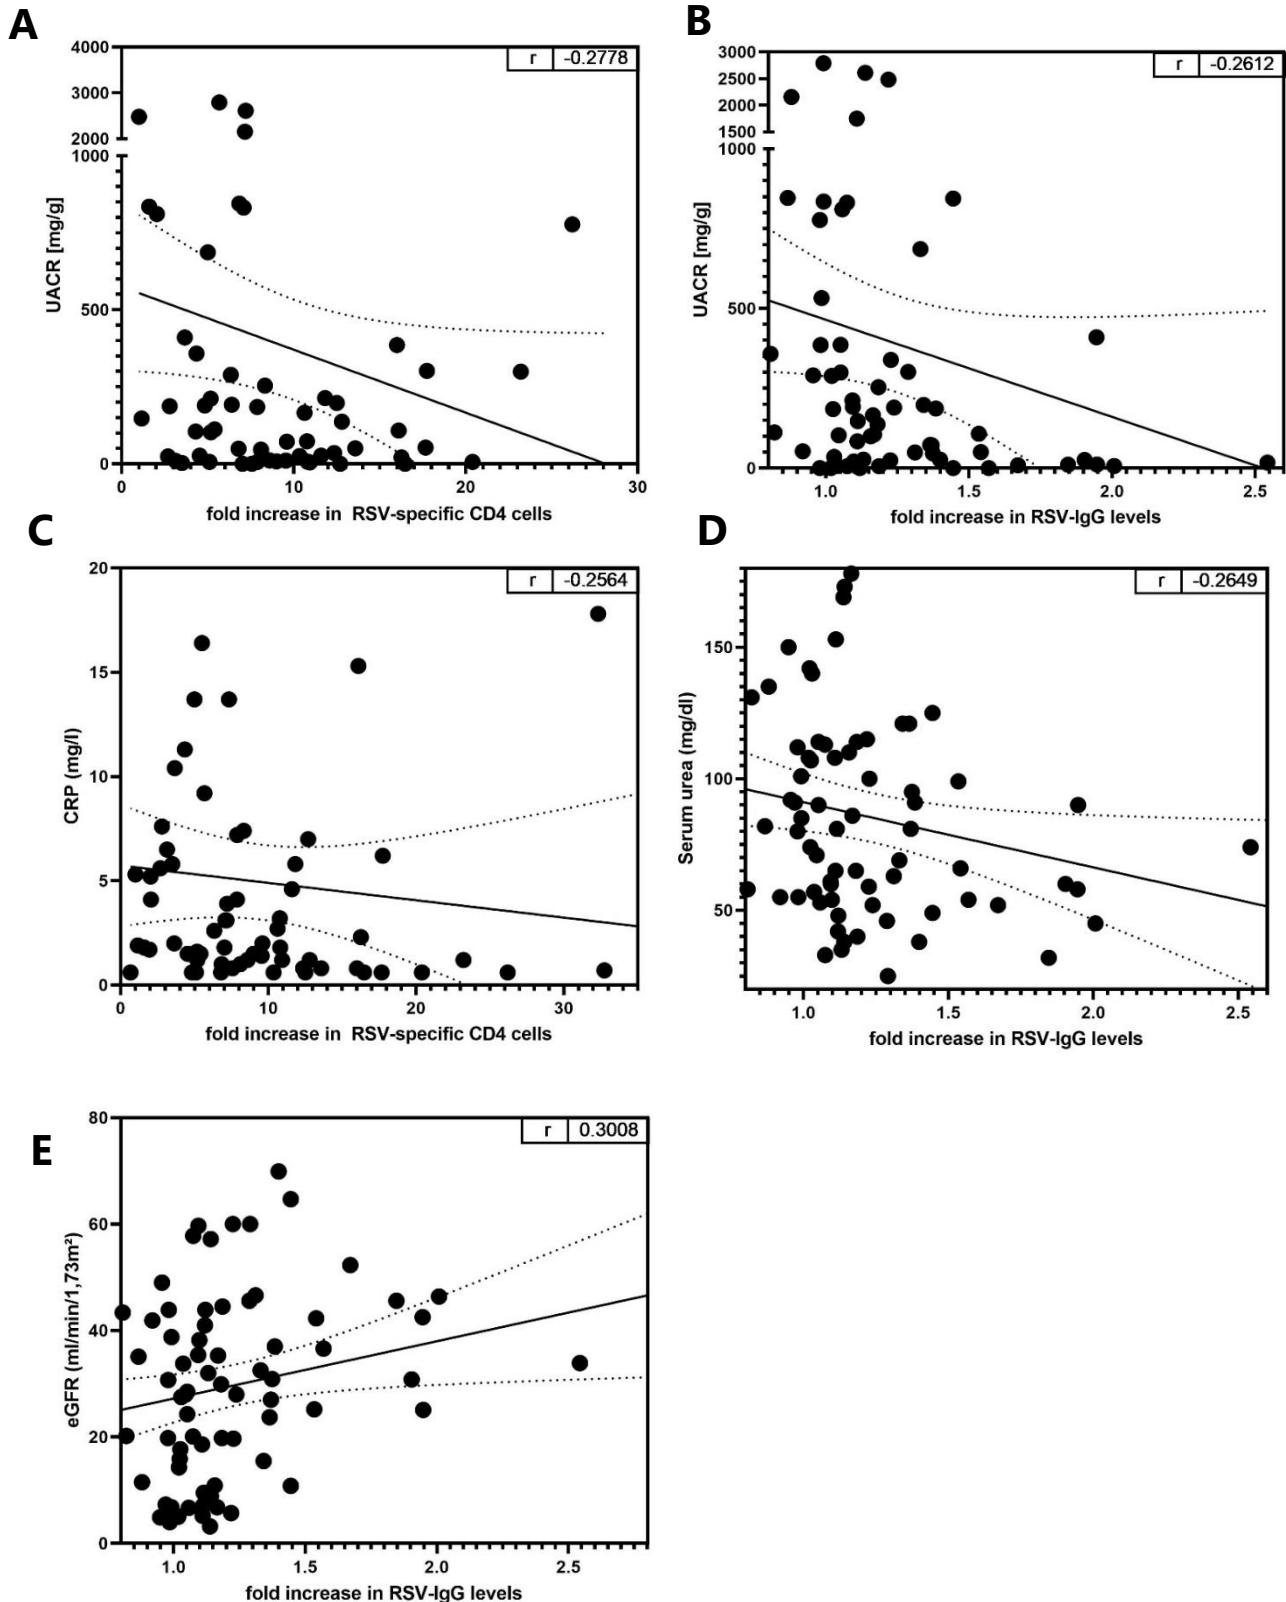 A
4000
3000
2000
1000
500
0
UACR [mg/g]
r -0.2778
0 10 20 30
fold increase in  RSV-specific CD4 cells
B
3000
2500
2000
1500
1000
500
0
UACR [mg/g]
r -0.2612
1.0 1.5 2.0 2.5
fold increase in RSV-IgG levels
C
20
15
10
5
0
CRP (mg/l)
r -0.2564
0 10 20 30
fold increase in  RSV-specific CD4 cells
D
150
100
50
Serum urea (mg/dl)
r -0.2649
1.0 1.5 2.0 2.5
fold increase in RSV-IgG levels
E
80
60
40
20
0
eGFR (ml/min/1,73m²)
r 0.3008
1.0 1.5 2.0 2.5
fold increase in RSV-IgG levels